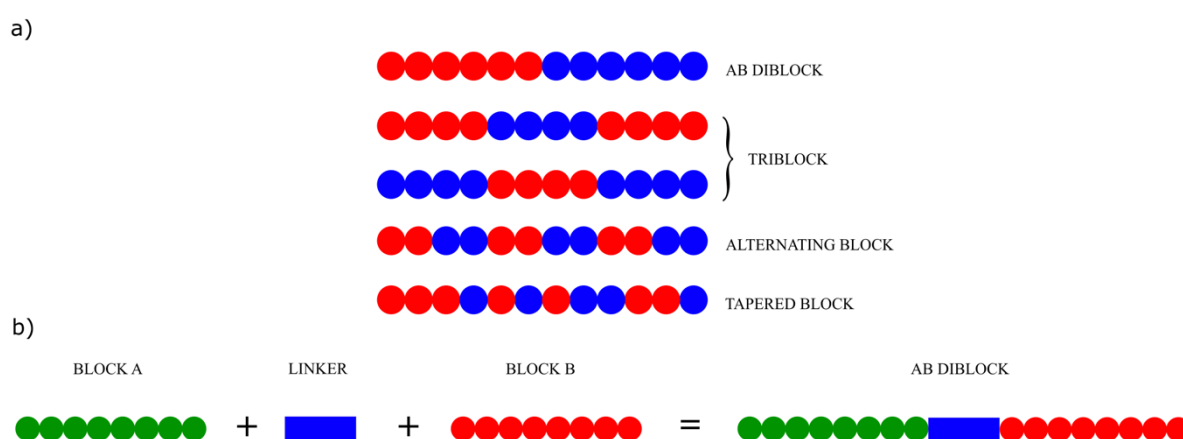 a)
AB DIBLOCK
TRIBLOCK
ALTERNATING BLOCK
TAPERED BLOCK
b)
BLOCK A LINKER BLOCK B AB DIBLOCK
+ + =